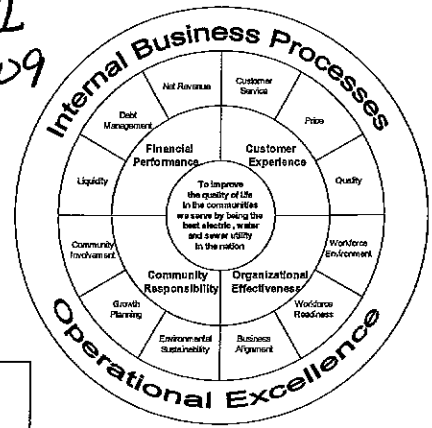 09
Internal Business Processes
Net Revenue
Customer
Service
Debt
Management
Price
Financial
Performance
Customer
Experience
Liquidity
Quality
To improve
the quality of life
in the communities
we serve by being the
best electric, water
and sewer utility
in the nation
Community
Involvement
Workforce
Environment
Community
Responsibility
Organizational
Effectiveness
Growth
Planning
Workforce
Readiness
Environmental
Sustainability
Business
Alignment
Operational Excellence